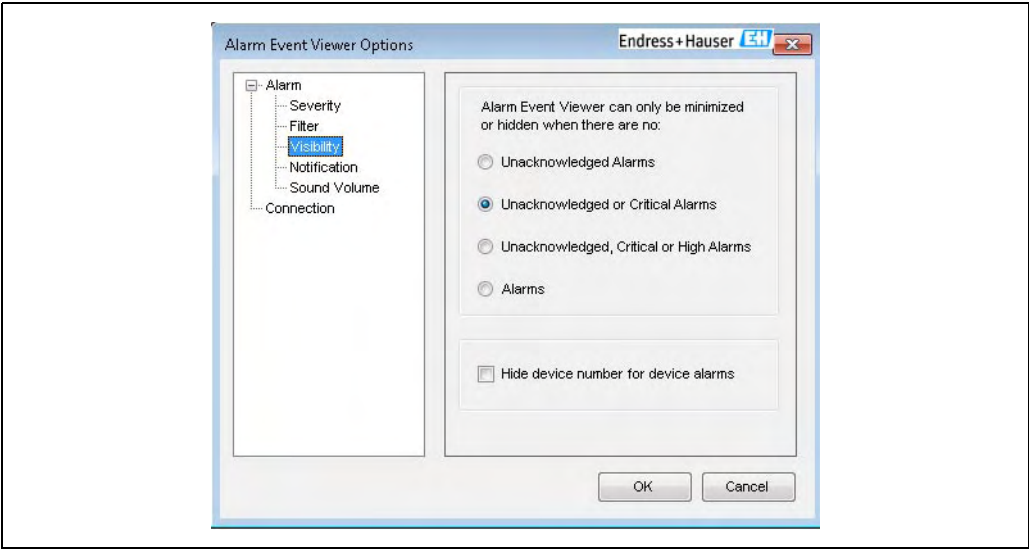 Alarm Event Viewer Options
Endress+Hauser EH
Alarm
Severity
Filter
Visibility
Notification
Sound Volume
Connection
Alarm Event Viewer can only be minimized
or hidden when there are no:
Unacknowledged Alarms
Unacknowledged or Critical Alarms
Unacknowledged, Critical or High Alarms
Alarms
Hide device number for device alarms
OK
Cancel